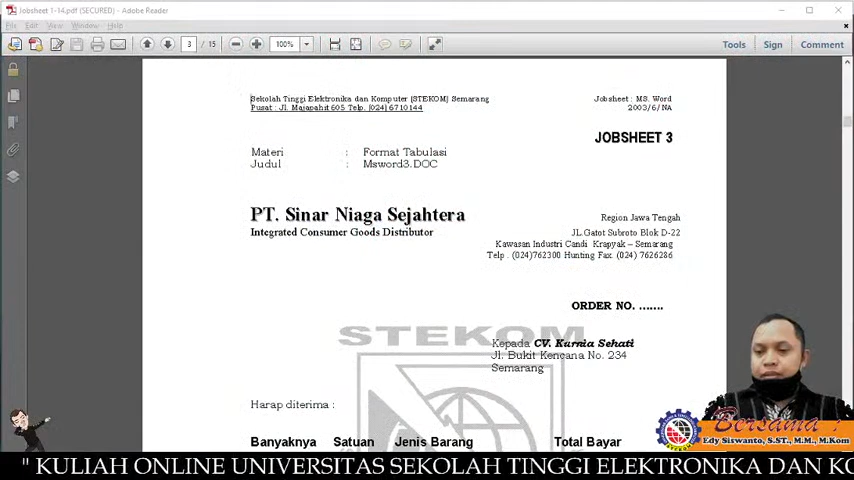 Jobsheet 1-14.pdf (SECURED) - Adobe Reader
File Edit View Window Help
3 / 15 100% Tools Sign Comment
Sekolah Tinggi Elektronika dan Komputer (STEKOM) Semarang Jobsheet : MS. Word
Pusat : Jl. Majapahit 605 Telp. (024) 6710144 2003/6/NA
JOBSHEET 3
Materi : Format Tabulasi
Judul : Msword3.DOC
PT. Sinar Niaga Sejahtera Region Jawa Tengah
Integrated Consumer Goods Distributor JL.Gatot Subroto Blok D-22
Kawasan Industri Candi Krapyak – Semarang
Telp . (024)762300 Hunting Fax. (024) 7626286
ORDER NO. .......
STEKOM
Kepada CV. Kurnia Sehati
Jl. Bukit Kencana No. 234
Semarang
Harap diterima :
Banyaknya Satuan Jenis Barang Total Bayar
Bersama :
Edy Siswanto, S.ST., M.M., M.Kom
" KULIAH ONLINE UNIVERSITAS SEKOLAH TINGGI ELEKTRONIKA DAN KO